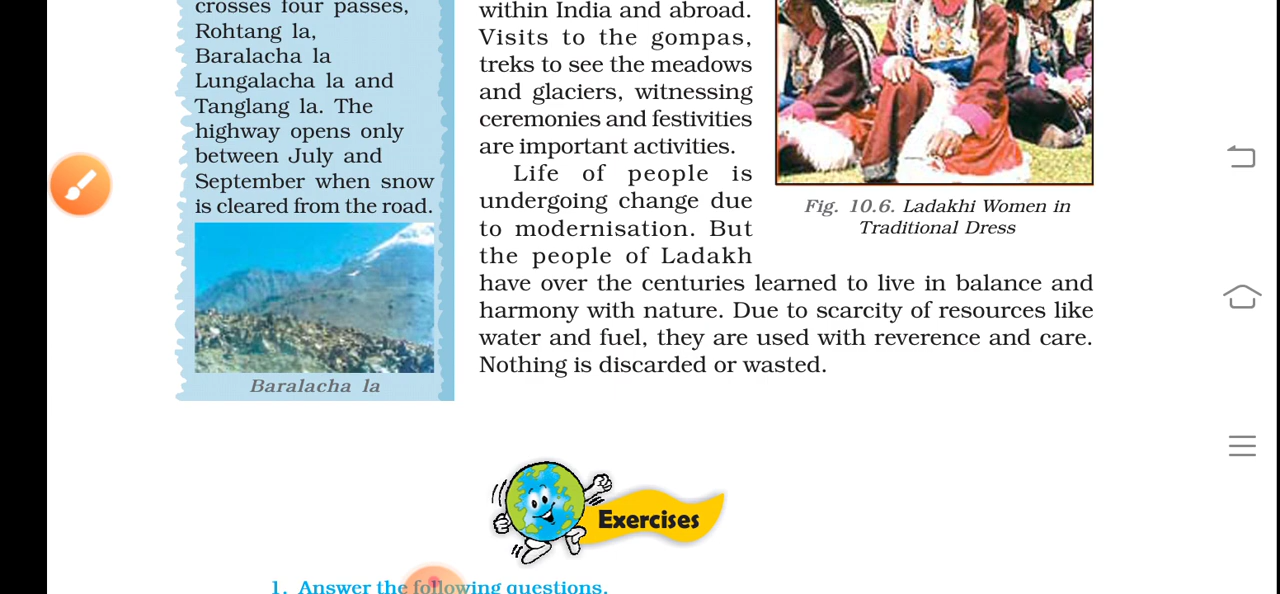 crosses four passes,
Rohtang la,
Baralacha la
Lungalacha la and
Tanglang la. The
highway opens only
between July and
September when snow
is cleared from the road.
Baralacha la
within India and abroad.
Visits to the gompas,
treks to see the meadows
and glaciers, witnessing
ceremonies and festivities
are important activities.
Life of people is
undergoing change due
to modernisation. But
the people of Ladakh
have over the centuries learned to live in balance and
harmony with nature. Due to scarcity of resources like
water and fuel, they are used with reverence and care.
Nothing is discarded or wasted.
Fig. 10.6. Ladakhi Women in
Traditional Dress
Exercises
1. Answer the following questions.